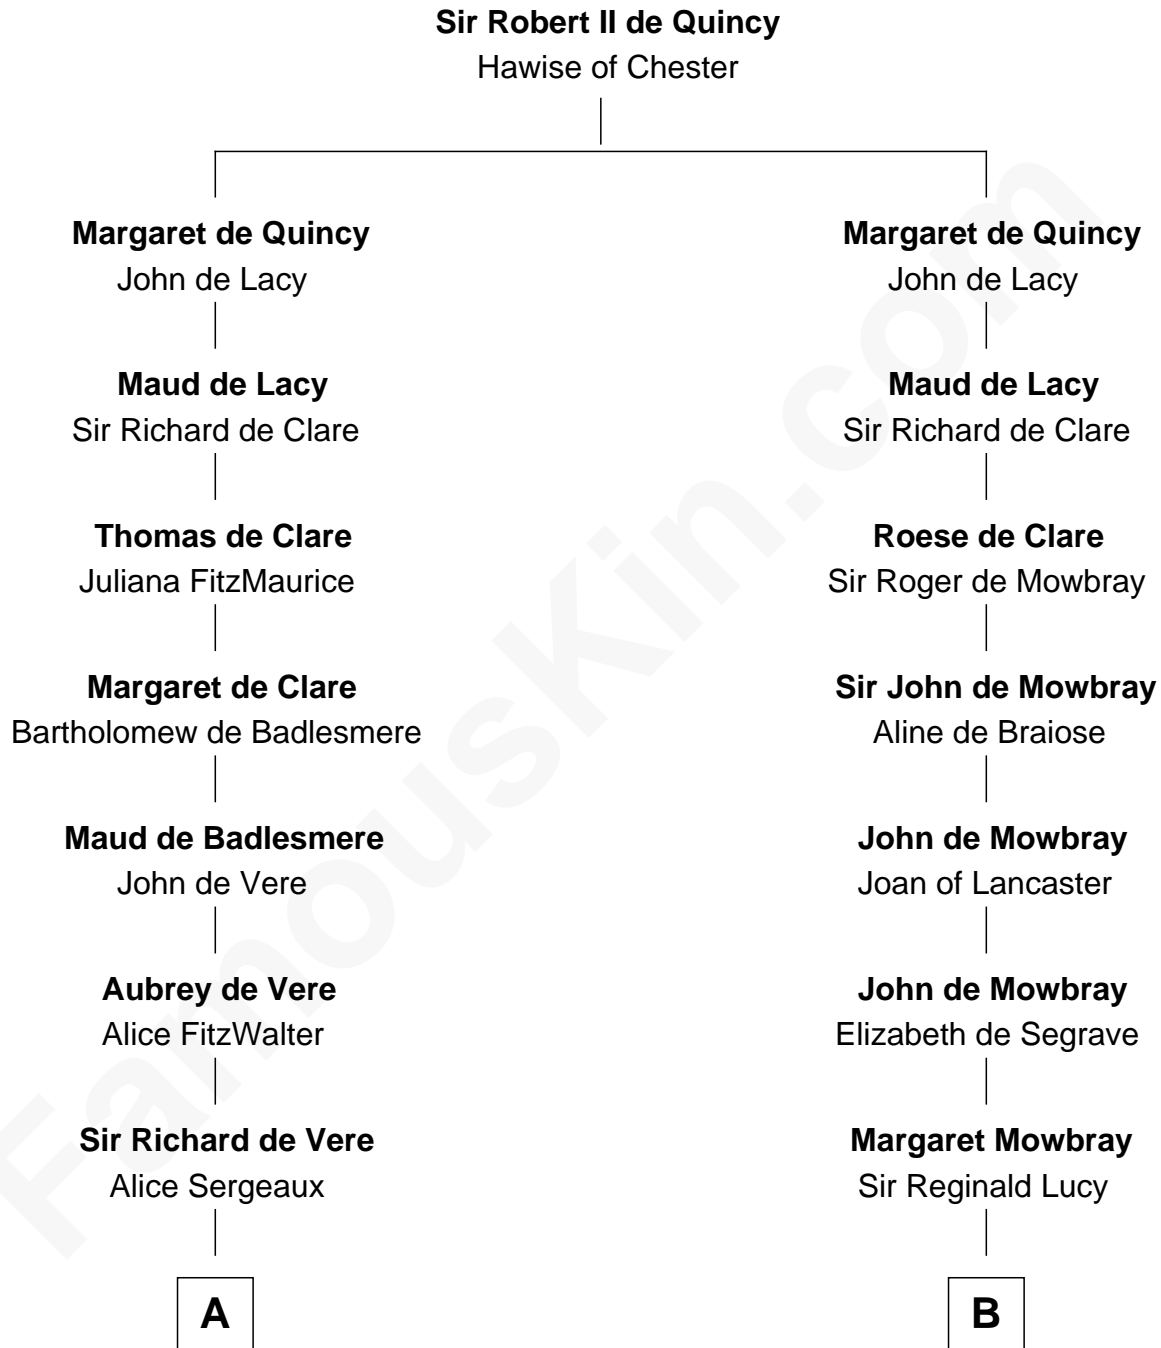 Sir Robert II de Quincy
Hawise of Chester
Margaret de Quincy
John de Lacy
Maud de Lacy
Sir Richard de Clare
Thomas de Clare
Juliana FitzMaurice
Margaret de Clare
Bartholomew de Badlesmere
Maud de Badlesmere
John de Vere
Aubrey de Vere
Alice FitzWalter
Sir Richard de Vere
Alice Sergeaux
A
Margaret de Quincy
John de Lacy
Maud de Lacy
Sir Richard de Clare
Roese de Clare
Sir Roger de Mowbray
Sir John de Mowbray
Aline de Braiose
John de Mowbray
Joan of Lancaster
John de Mowbray
Elizabeth de Segrave
Margaret Mowbray
Sir Reginald Lucy
B
FamousKin.com